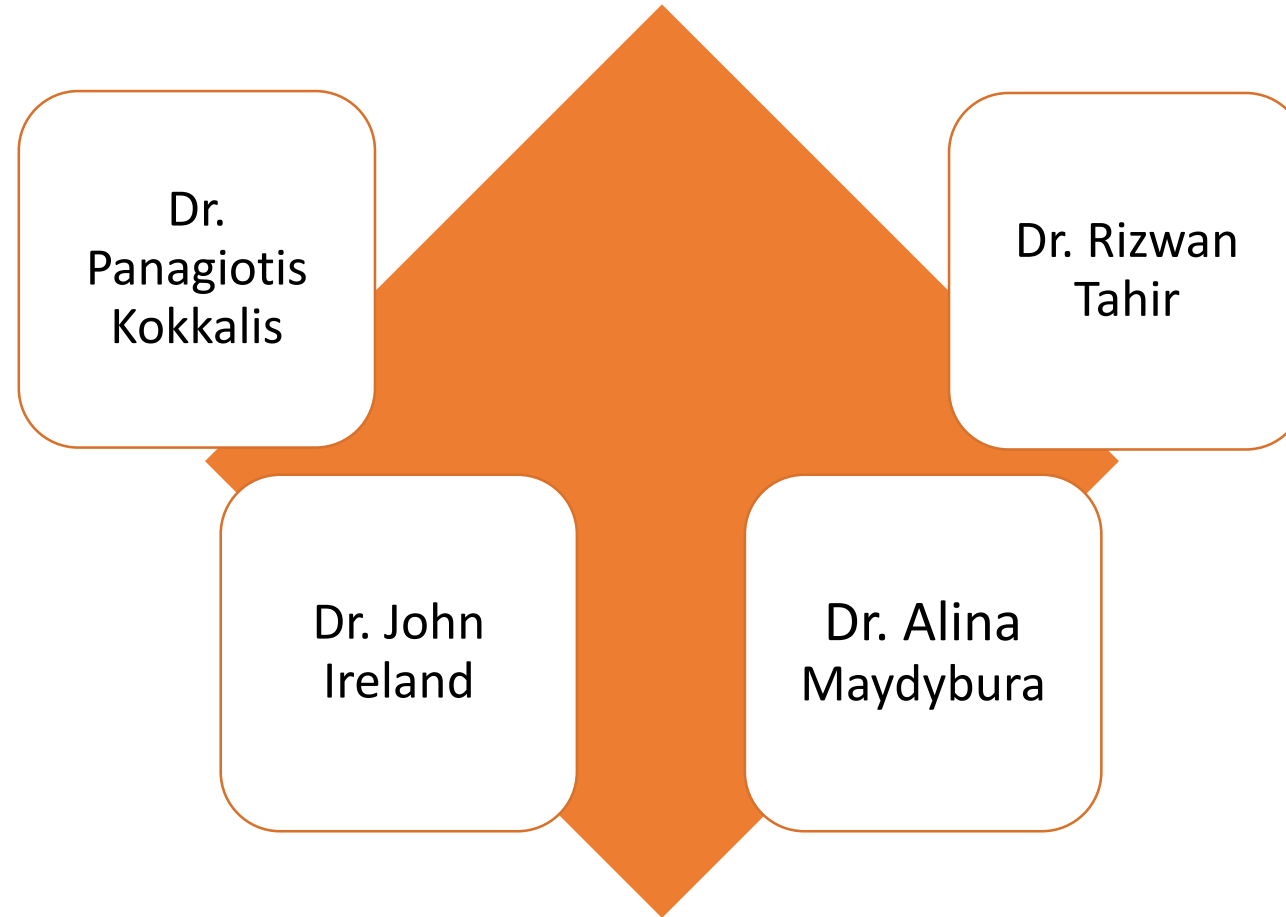 Dr.
Panagiotis
Kokkalis
Dr. Rizwan
Tahir
Dr. John
Ireland
Dr. Alina
Maydybura